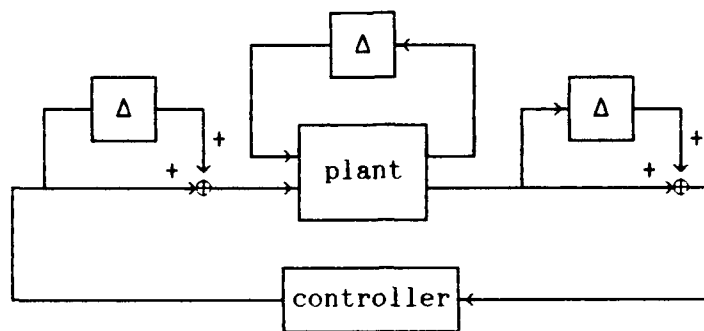 Δ
Δ
Δ
+
+
plant
+
+
controller